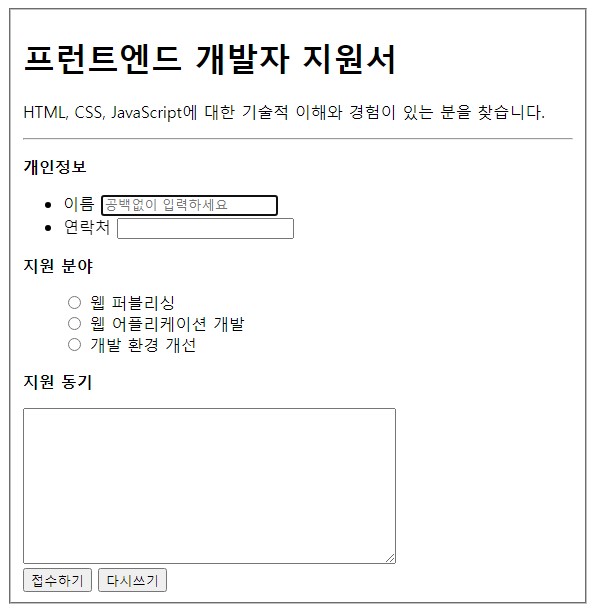 프런트엔드 개발자 지원서
HTML, CSS, JavaScript에 대한 기술적 이해와 경험이 있는 분을 찾습니다.
개인정보
이름 공백없이 입력하세요
연락처
지원 분야
웹 퍼블리싱
웹 어플리케이션 개발
개발 환경 개선
지원 동기
접수하기 다시쓰기